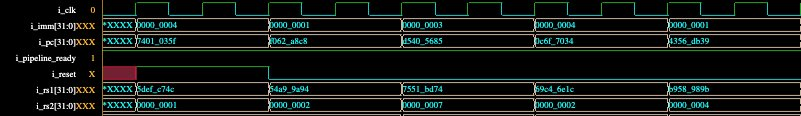 i_clk 0
i_imm[31:0]XXX *XXXX 0000_0004 0000_0001 0000_0003 0000_0004 0000_0001
i_pc[31:0]XXX *XXXX 7401_035f f062_a8c8 d540_5685 0c6f_7034 4356_db39
i_pipeline_ready 1
i_reset X
i_rs1[31:0]XXX *XXXX 5def_c74c 54a9_9a94 7551_bd74 69c4_6e1c b958_989b
i_rs2[31:0]XXX *XXXX 0000_0001 0000_0002 0000_0007 0000_0002 0000_0004